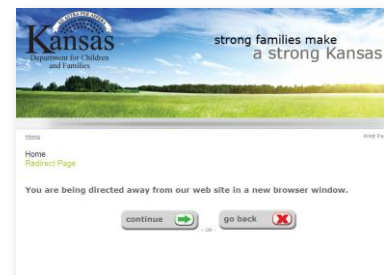 Kansas
Department for Children
and Families
strong families make
a strong Kansas
Home
Redirect Page
You are being directed away from our web site in a new browser window.
continue
- or -
go back